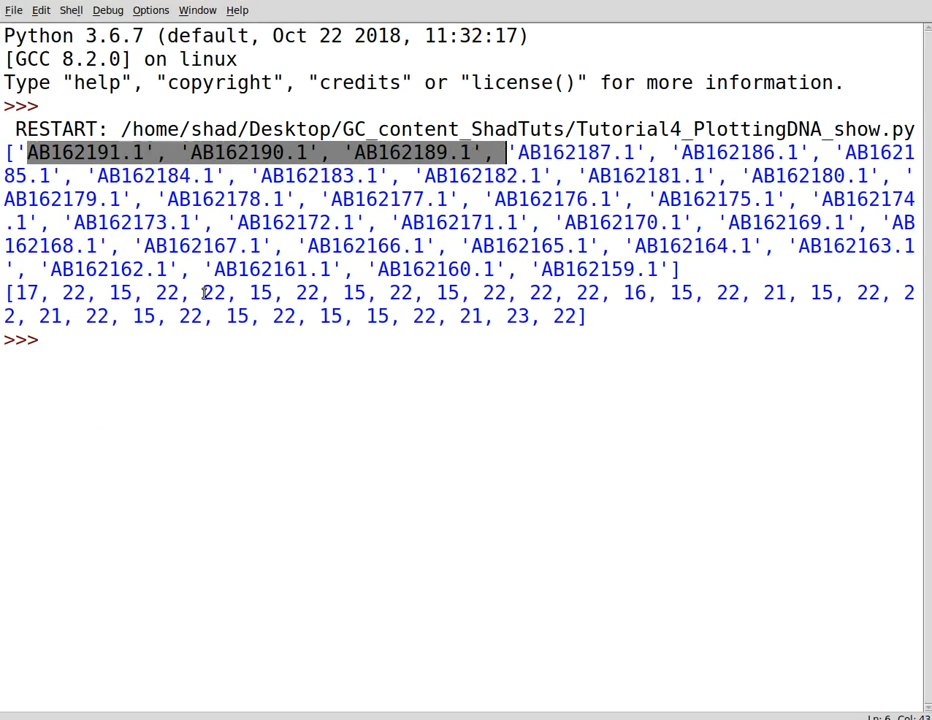 File Edit Shell Debug Options Window Help
Python 3.6.7 (default, Oct 22 2018, 11:32:17)
[GCC 8.2.0] on linux
Type "help", "copyright", "credits" or "license()" for more information.
>>>
 RESTART: /home/shad/Desktop/GC_content_ShadTuts/Tutorial4_PlottingDNA_show.py
['AB162191.1', 'AB162190.1', 'AB162189.1', 'AB162187.1', 'AB162186.1', 'AB1621
85.1', 'AB162184.1', 'AB162183.1', 'AB162182.1', 'AB162181.1', 'AB162180.1', '
AB162179.1', 'AB162178.1', 'AB162177.1', 'AB162176.1', 'AB162175.1', 'AB162174
.1', 'AB162173.1', 'AB162172.1', 'AB162171.1', 'AB162170.1', 'AB162169.1', 'AB
162168.1', 'AB162167.1', 'AB162166.1', 'AB162165.1', 'AB162164.1', 'AB162163.1
', 'AB162162.1', 'AB162161.1', 'AB162160.1', 'AB162159.1']
[17, 22, 15, 22, 22, 15, 22, 15, 22, 15, 22, 22, 22, 16, 15, 22, 21, 15, 22, 2
2, 21, 22, 15, 22, 15, 22, 15, 15, 22, 21, 23, 22]
>>>
Ln: 6 Col: 43